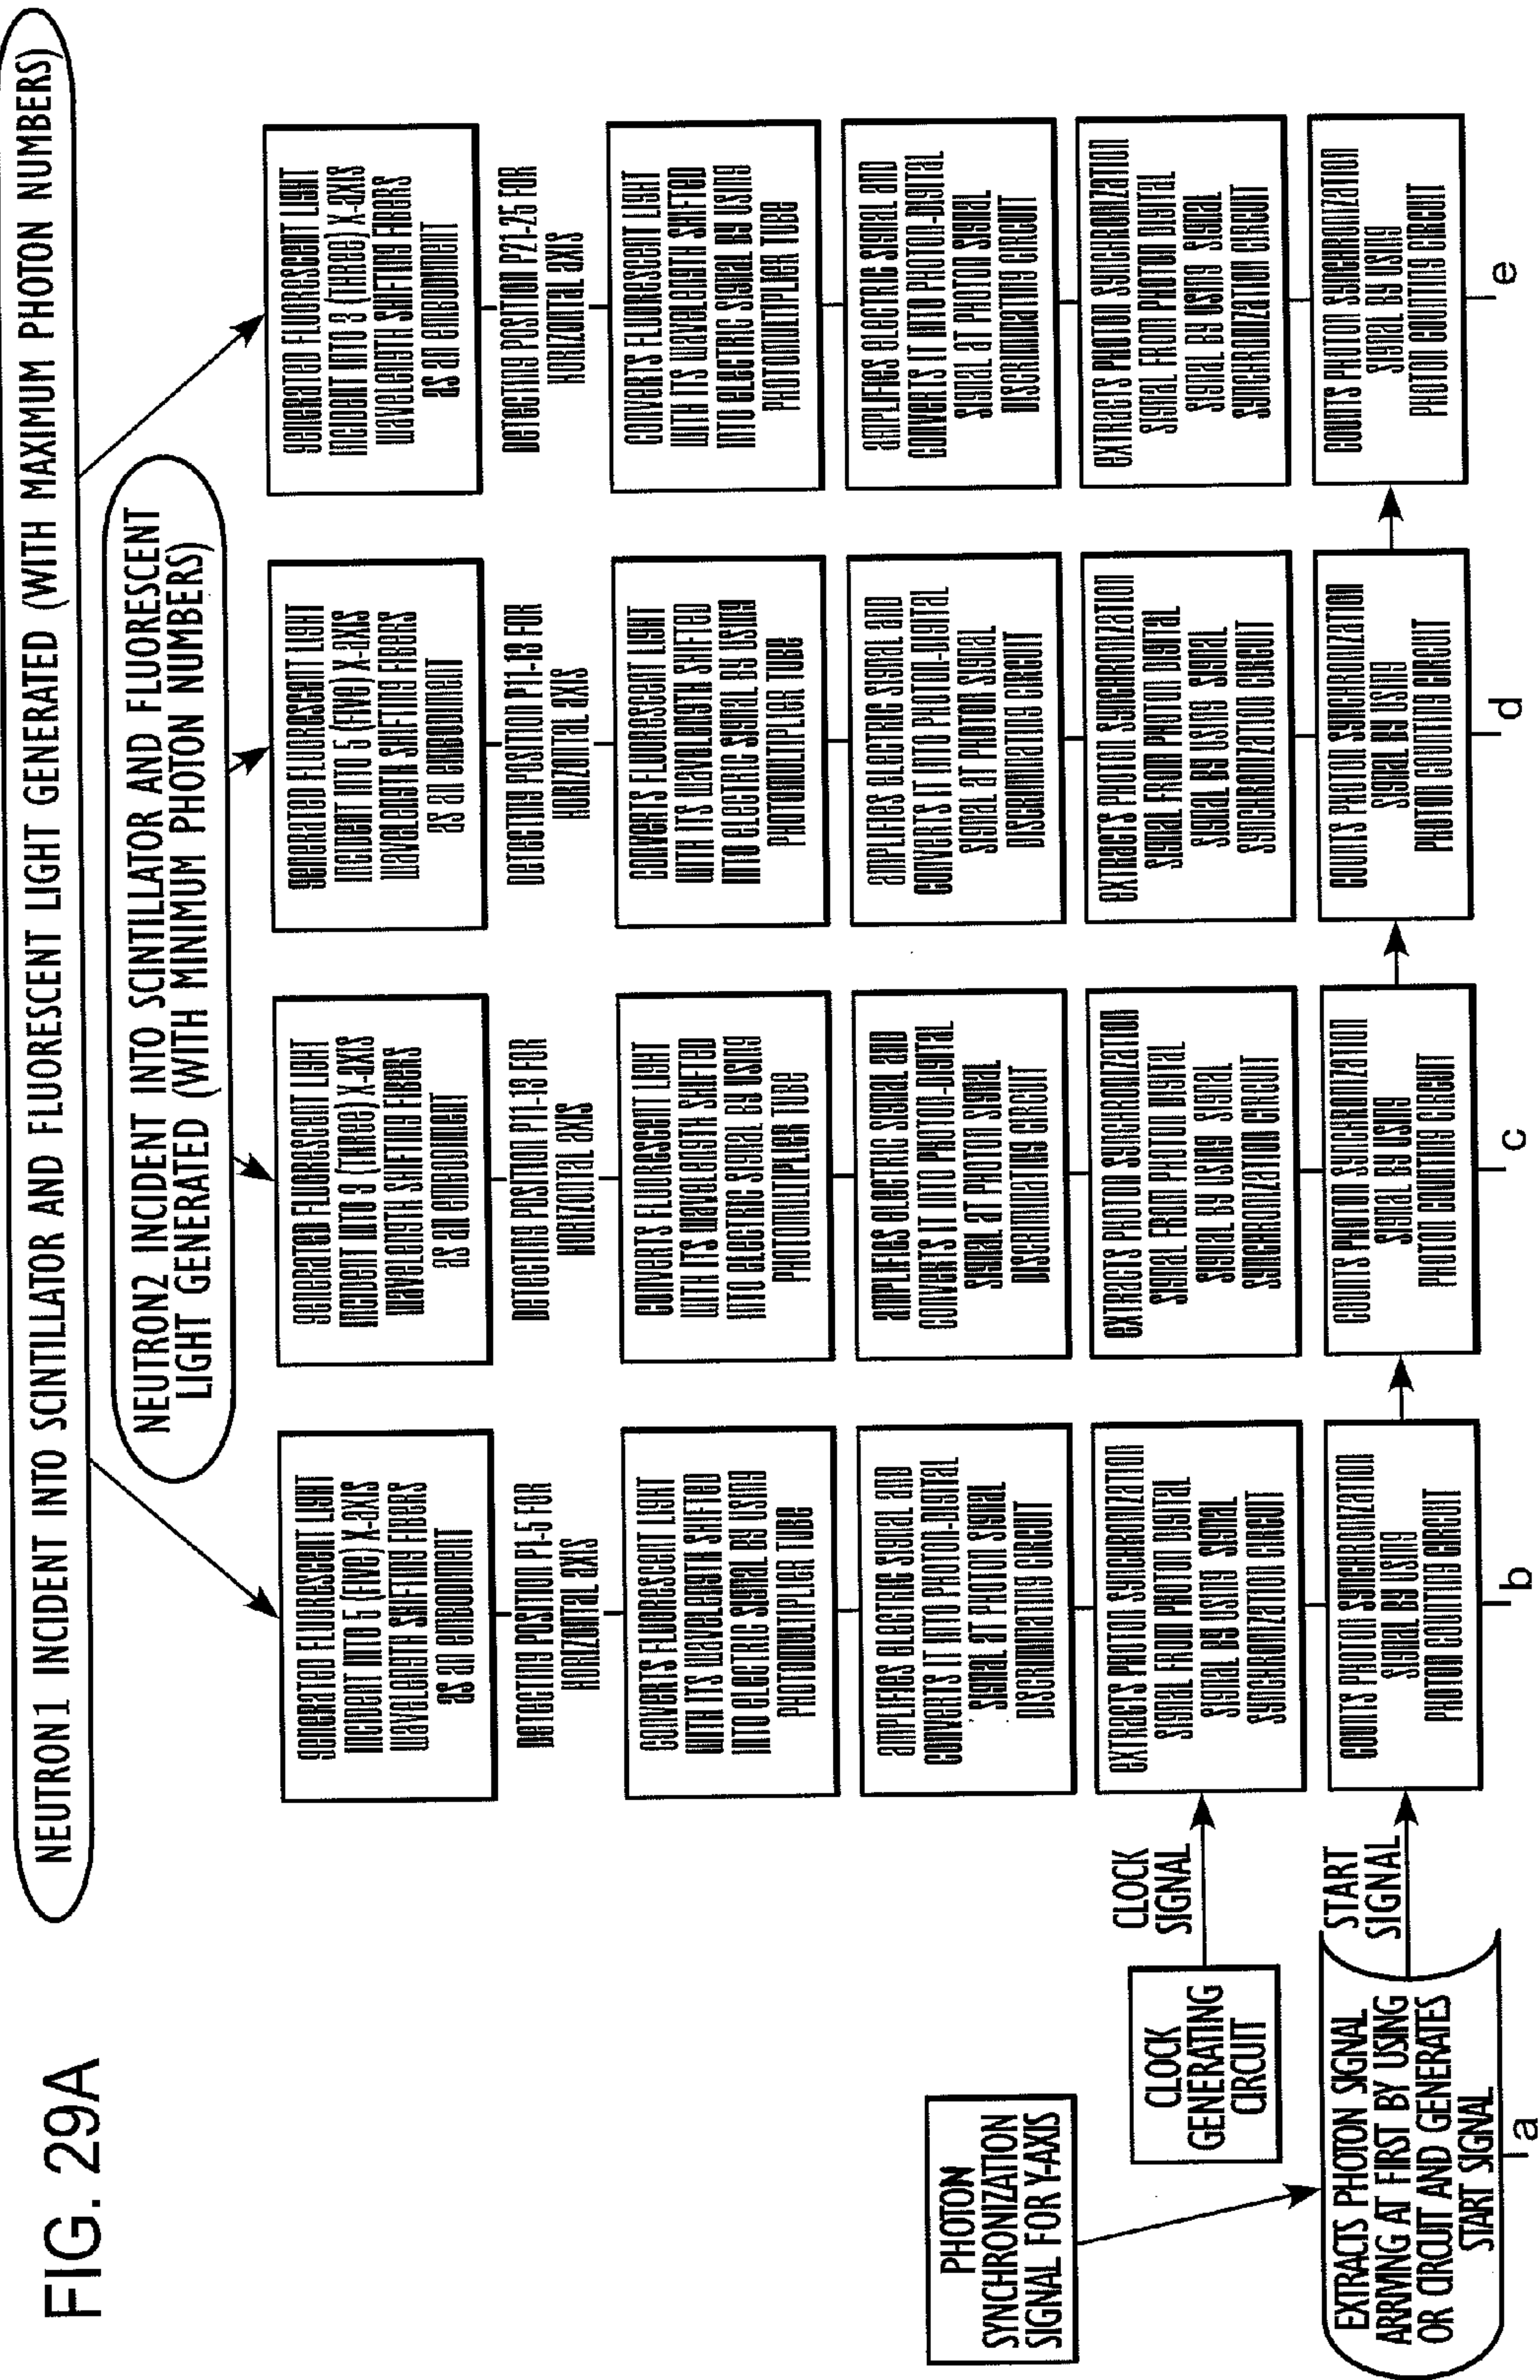 FIG. 29A
NEUTRON1 INCIDENT INTO SCINTILLATOR AND FLUORESCENT LIGHT GENERATED (WITH MAXIMUM PHOTON NUMBERS)
NEUTRON2 INCIDENT INTO SCINTILLATOR AND FLUORESCENT
LIGHT GENERATED (WITH MINIMUM PHOTON NUMBERS)
GENERATED FLUORESCENT LIGHT
INCIDENT INTO 5 (FIVE) X-AXIS
WAVELENGTH SHIFTING FIBERS
AS AN EMBODIMENT
DETECTING POSITION P1-5 FOR
HORIZONTAL AXIS
CONVERTS FLUORESCENT LIGHT
WITH ITS WAVELENGTH SHIFTED
INTO ELECTRIC SIGNAL BY USING
PHOTOMULTIPLIER TUBE
AMPLIFIES ELECTRIC SIGNAL AND
CONVERTS IT INTO PHOTON-DIGITAL
SIGNAL AT PHOTON SIGNAL
DISCRIMINATING CIRCUIT
EXTRACTS PHOTON SYNCHRONIZATION
SIGNAL FROM PHOTON DIGITAL
SIGNAL BY USING SIGNAL
SYNCHRONIZATION CIRCUIT
COUNTS PHOTON SYNCHRONIZATION
SIGNAL BY USING
PHOTON COUNTING CIRCUIT
b
GENERATED FLUORESCENT LIGHT
INCIDENT INTO 3 (THREE) X-AXIS
WAVELENGTH SHIFTING FIBERS
AS AN EMBODIMENT
DETECTING POSITION P11-13 FOR
HORIZONTAL AXIS
CONVERTS FLUORESCENT LIGHT
WITH ITS WAVELENGTH SHIFTED
INTO ELECTRIC SIGNAL BY USING
PHOTOMULTIPLIER TUBE
AMPLIFIES ELECTRIC SIGNAL AND
CONVERTS IT INTO PHOTON-DIGITAL
SIGNAL AT PHOTON SIGNAL
DISCRIMINATING CIRCUIT
EXTRACTS PHOTON SYNCHRONIZATION
SIGNAL FROM PHOTON DIGITAL
SIGNAL BY USING SIGNAL
SYNCHRONIZATION CIRCUIT
COUNTS PHOTON SYNCHRONIZATION
SIGNAL BY USING
PHOTON COUNTING CIRCUIT
c
GENERATED FLUORESCENT LIGHT
INCIDENT INTO 5 (FIVE) X-AXIS
WAVELENGTH SHIFTING FIBERS
AS AN EMBODIMENT
DETECTING POSITION P11-13 FOR
HORIZONTAL AXIS
CONVERTS FLUORESCENT LIGHT
WITH ITS WAVELENGTH SHIFTED
INTO ELECTRIC SIGNAL BY USING
PHOTOMULTIPLIER TUBE
AMPLIFIES ELECTRIC SIGNAL AND
CONVERTS IT INTO PHOTON-DIGITAL
SIGNAL AT PHOTON SIGNAL
DISCRIMINATING CIRCUIT
EXTRACTS PHOTON SYNCHRONIZATION
SIGNAL FROM PHOTON DIGITAL
SIGNAL BY USING SIGNAL
SYNCHRONIZATION CIRCUIT
COUNTS PHOTON SYNCHRONIZATION
SIGNAL BY USING
PHOTON COUNTING CIRCUIT
d
GENERATED FLUORESCENT LIGHT
INCIDENT INTO 3 (THREE) X-AXIS
WAVELENGTH SHIFTING FIBERS
AS AN EMBODIMENT
DETECTING POSITION P21-25 FOR
HORIZONTAL AXIS
CONVERTS FLUORESCENT LIGHT
WITH ITS WAVELENGTH SHIFTED
INTO ELECTRIC SIGNAL BY USING
PHOTOMULTIPLIER TUBE
AMPLIFIES ELECTRIC SIGNAL AND
CONVERTS IT INTO PHOTON-DIGITAL
SIGNAL AT PHOTON SIGNAL
DISCRIMINATING CIRCUIT
EXTRACTS PHOTON SYNCHRONIZATION
SIGNAL FROM PHOTON DIGITAL
SIGNAL BY USING SIGNAL
SYNCHRONIZATION CIRCUIT
COUNTS PHOTON SYNCHRONIZATION
SIGNAL BY USING
PHOTON COUNTING CIRCUIT
e
PHOTON
SYNCHRONIZATION
SIGNAL FOR Y-AXIS
CLOCK
GENERATING
CIRCUIT
CLOCK
SIGNAL
EXTRACTS PHOTON SIGNAL
ARRIVING AT FIRST BY USING
OR CIRCUIT AND GENERATES
START SIGNAL
START
SIGNAL
a